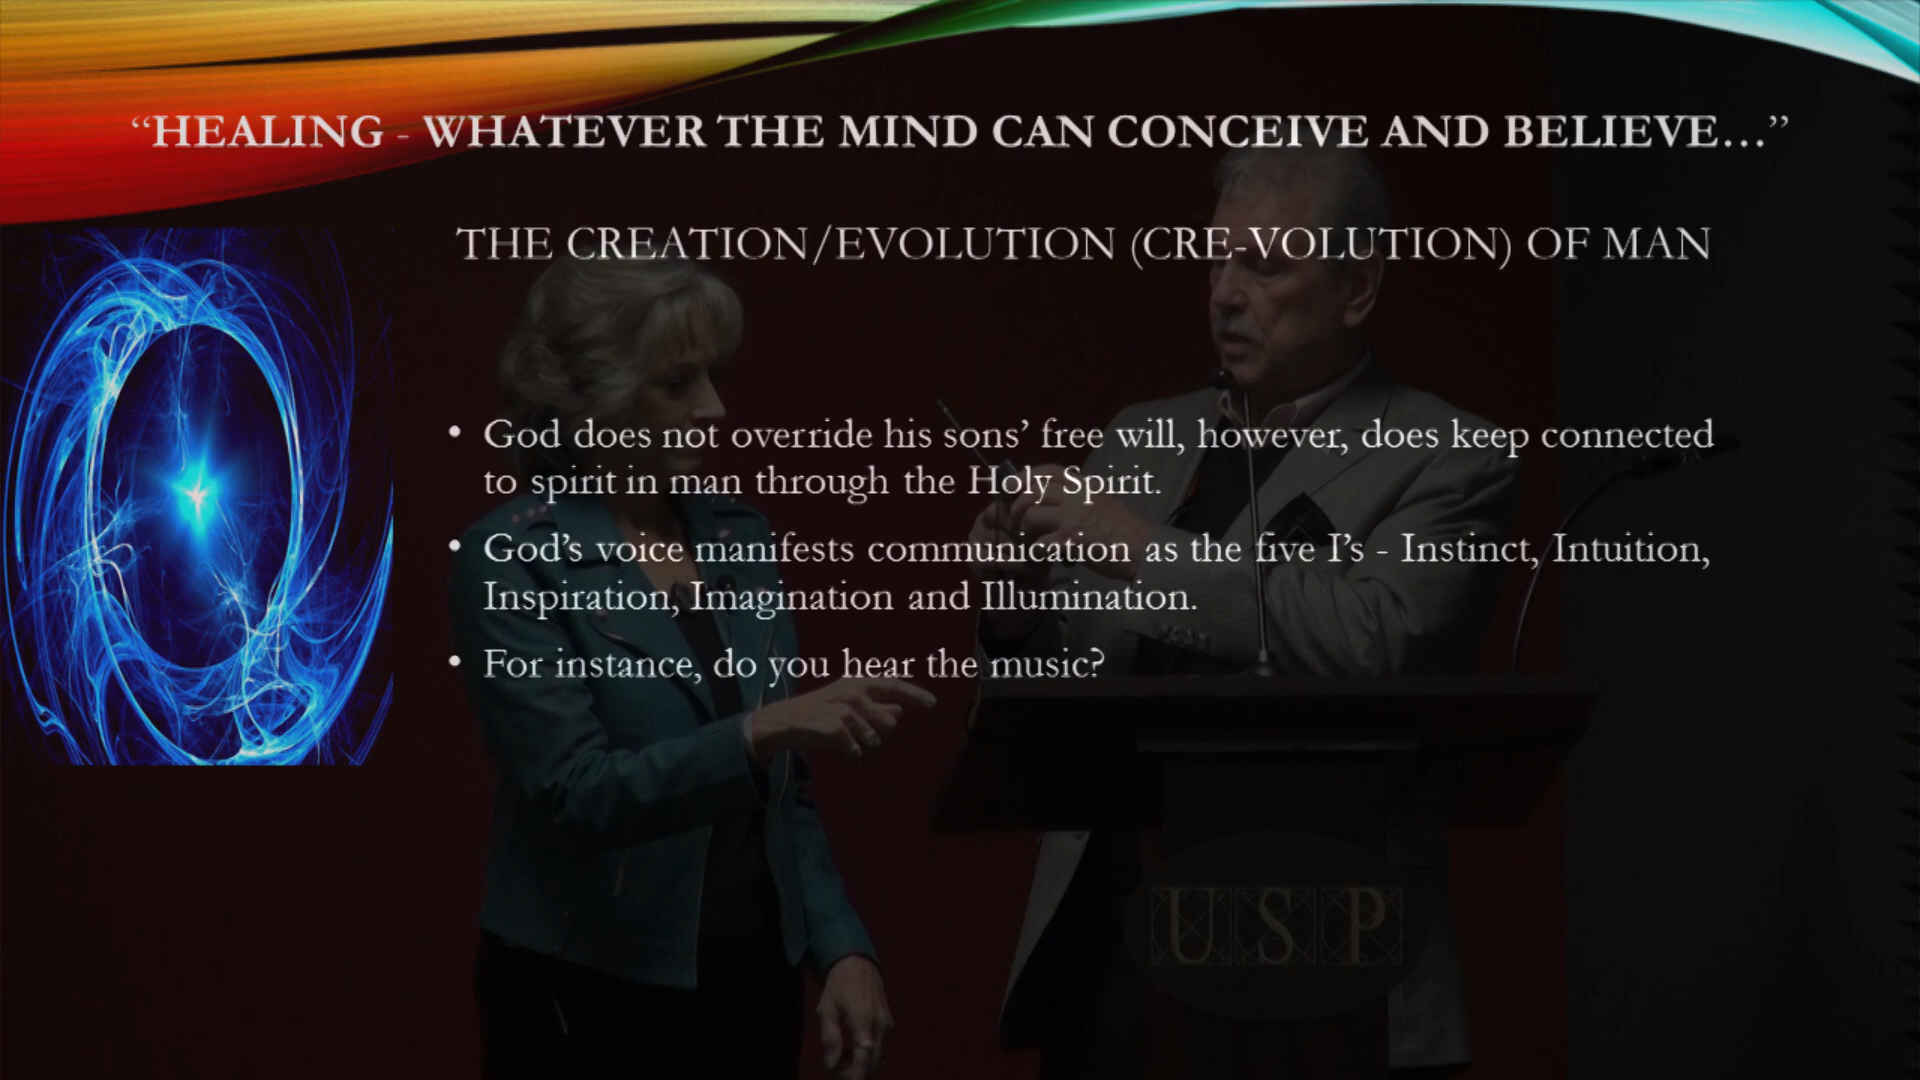 “HEALING - WHATEVER THE MIND CAN CONCEIVE AND BELIEVE…”
THE CREATION/EVOLUTION (CRE-VOLUTION) OF MAN
• God does not override his sons’ free will, however, does keep connected
to spirit in man through the Holy Spirit.
• God’s voice manifests communication as the five I’s - Instinct, Intuition,
Inspiration, Imagination and Illumination.
• For instance, do you hear the music?
USP